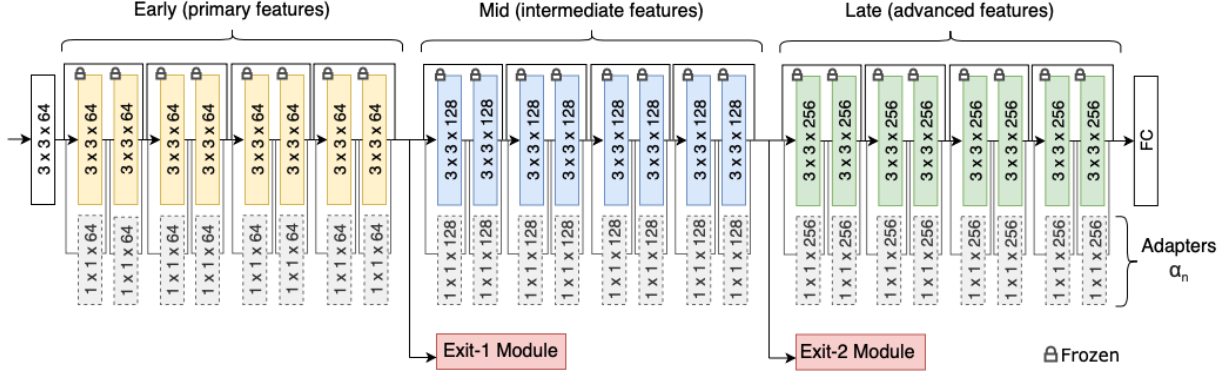 Early (primary features)
Mid (intermediate features)
Late (advanced features)
3 x 3 x 64
3 x 3 x 64
3 x 3 x 64
3 x 3 x 64
3 x 3 x 64
3 x 3 x 64
3 x 3 x 64
3 x 3 x 64
3 x 3 x 64
3 x 3 x 128
3 x 3 x 128
3 x 3 x 128
3 x 3 x 128
3 x 3 x 128
3 x 3 x 128
3 x 3 x 128
3 x 3 x 128
3 x 3 x 256
3 x 3 x 256
3 x 3 x 256
3 x 3 x 256
3 x 3 x 256
3 x 3 x 256
3 x 3 x 256
3 x 3 x 256
FC
1 x 1 x 64
1 x 1 x 64
1 x 1 x 64
1 x 1 x 64
1 x 1 x 64
1 x 1 x 64
1 x 1 x 64
1 x 1 x 64
1 x 1 x 128
1 x 1 x 128
1 x 1 x 128
1 x 1 x 128
1 x 1 x 128
1 x 1 x 128
1 x 1 x 128
1 x 1 x 128
1 x 1 x 256
1 x 1 x 256
1 x 1 x 256
1 x 1 x 256
1 x 1 x 256
1 x 1 x 256
1 x 1 x 256
1 x 1 x 256
Adapters
αn
Exit-1 Module
Exit-2 Module
Frozen